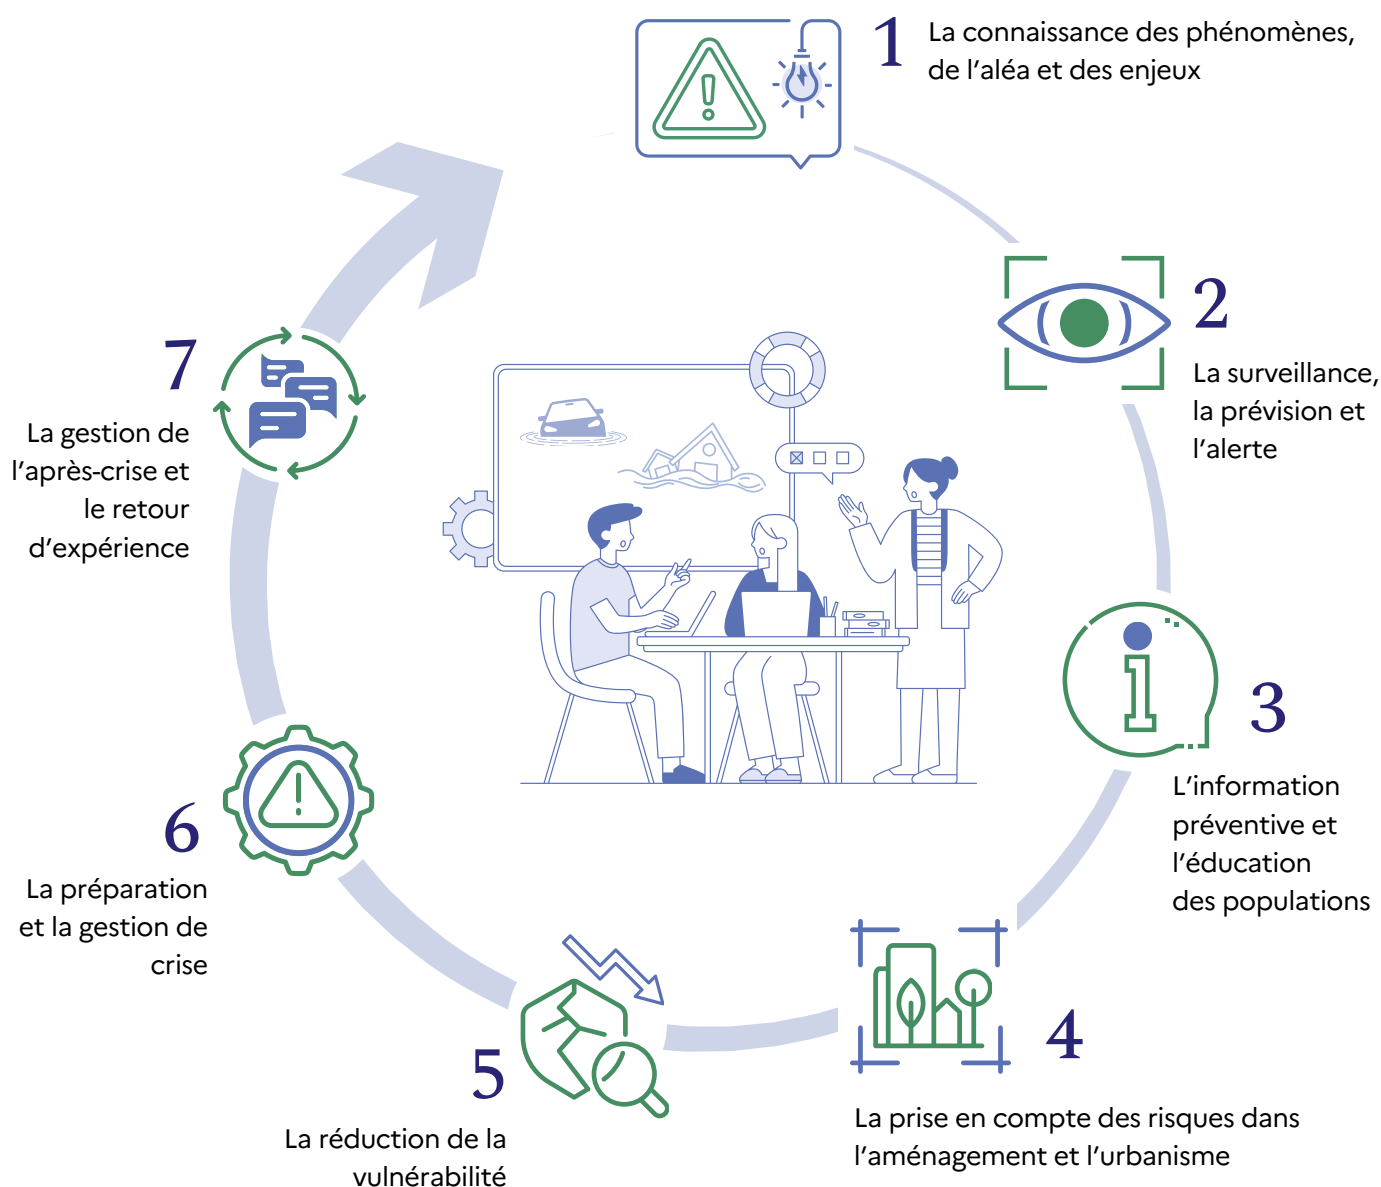 1
La connaissance des phénomènes,
de l’aléa et des enjeux
2
La surveillance,
la prévision et
l’alerte
3
L’information
préventive et
l’éducation
des populations
4
La prise en compte des risques dans
l’aménagement et l’urbanisme
5
La réduction de la
vulnérabilité
6
La préparation
et la gestion de
crise
7
La gestion de
l’après-crise et
le retour
d’expérience